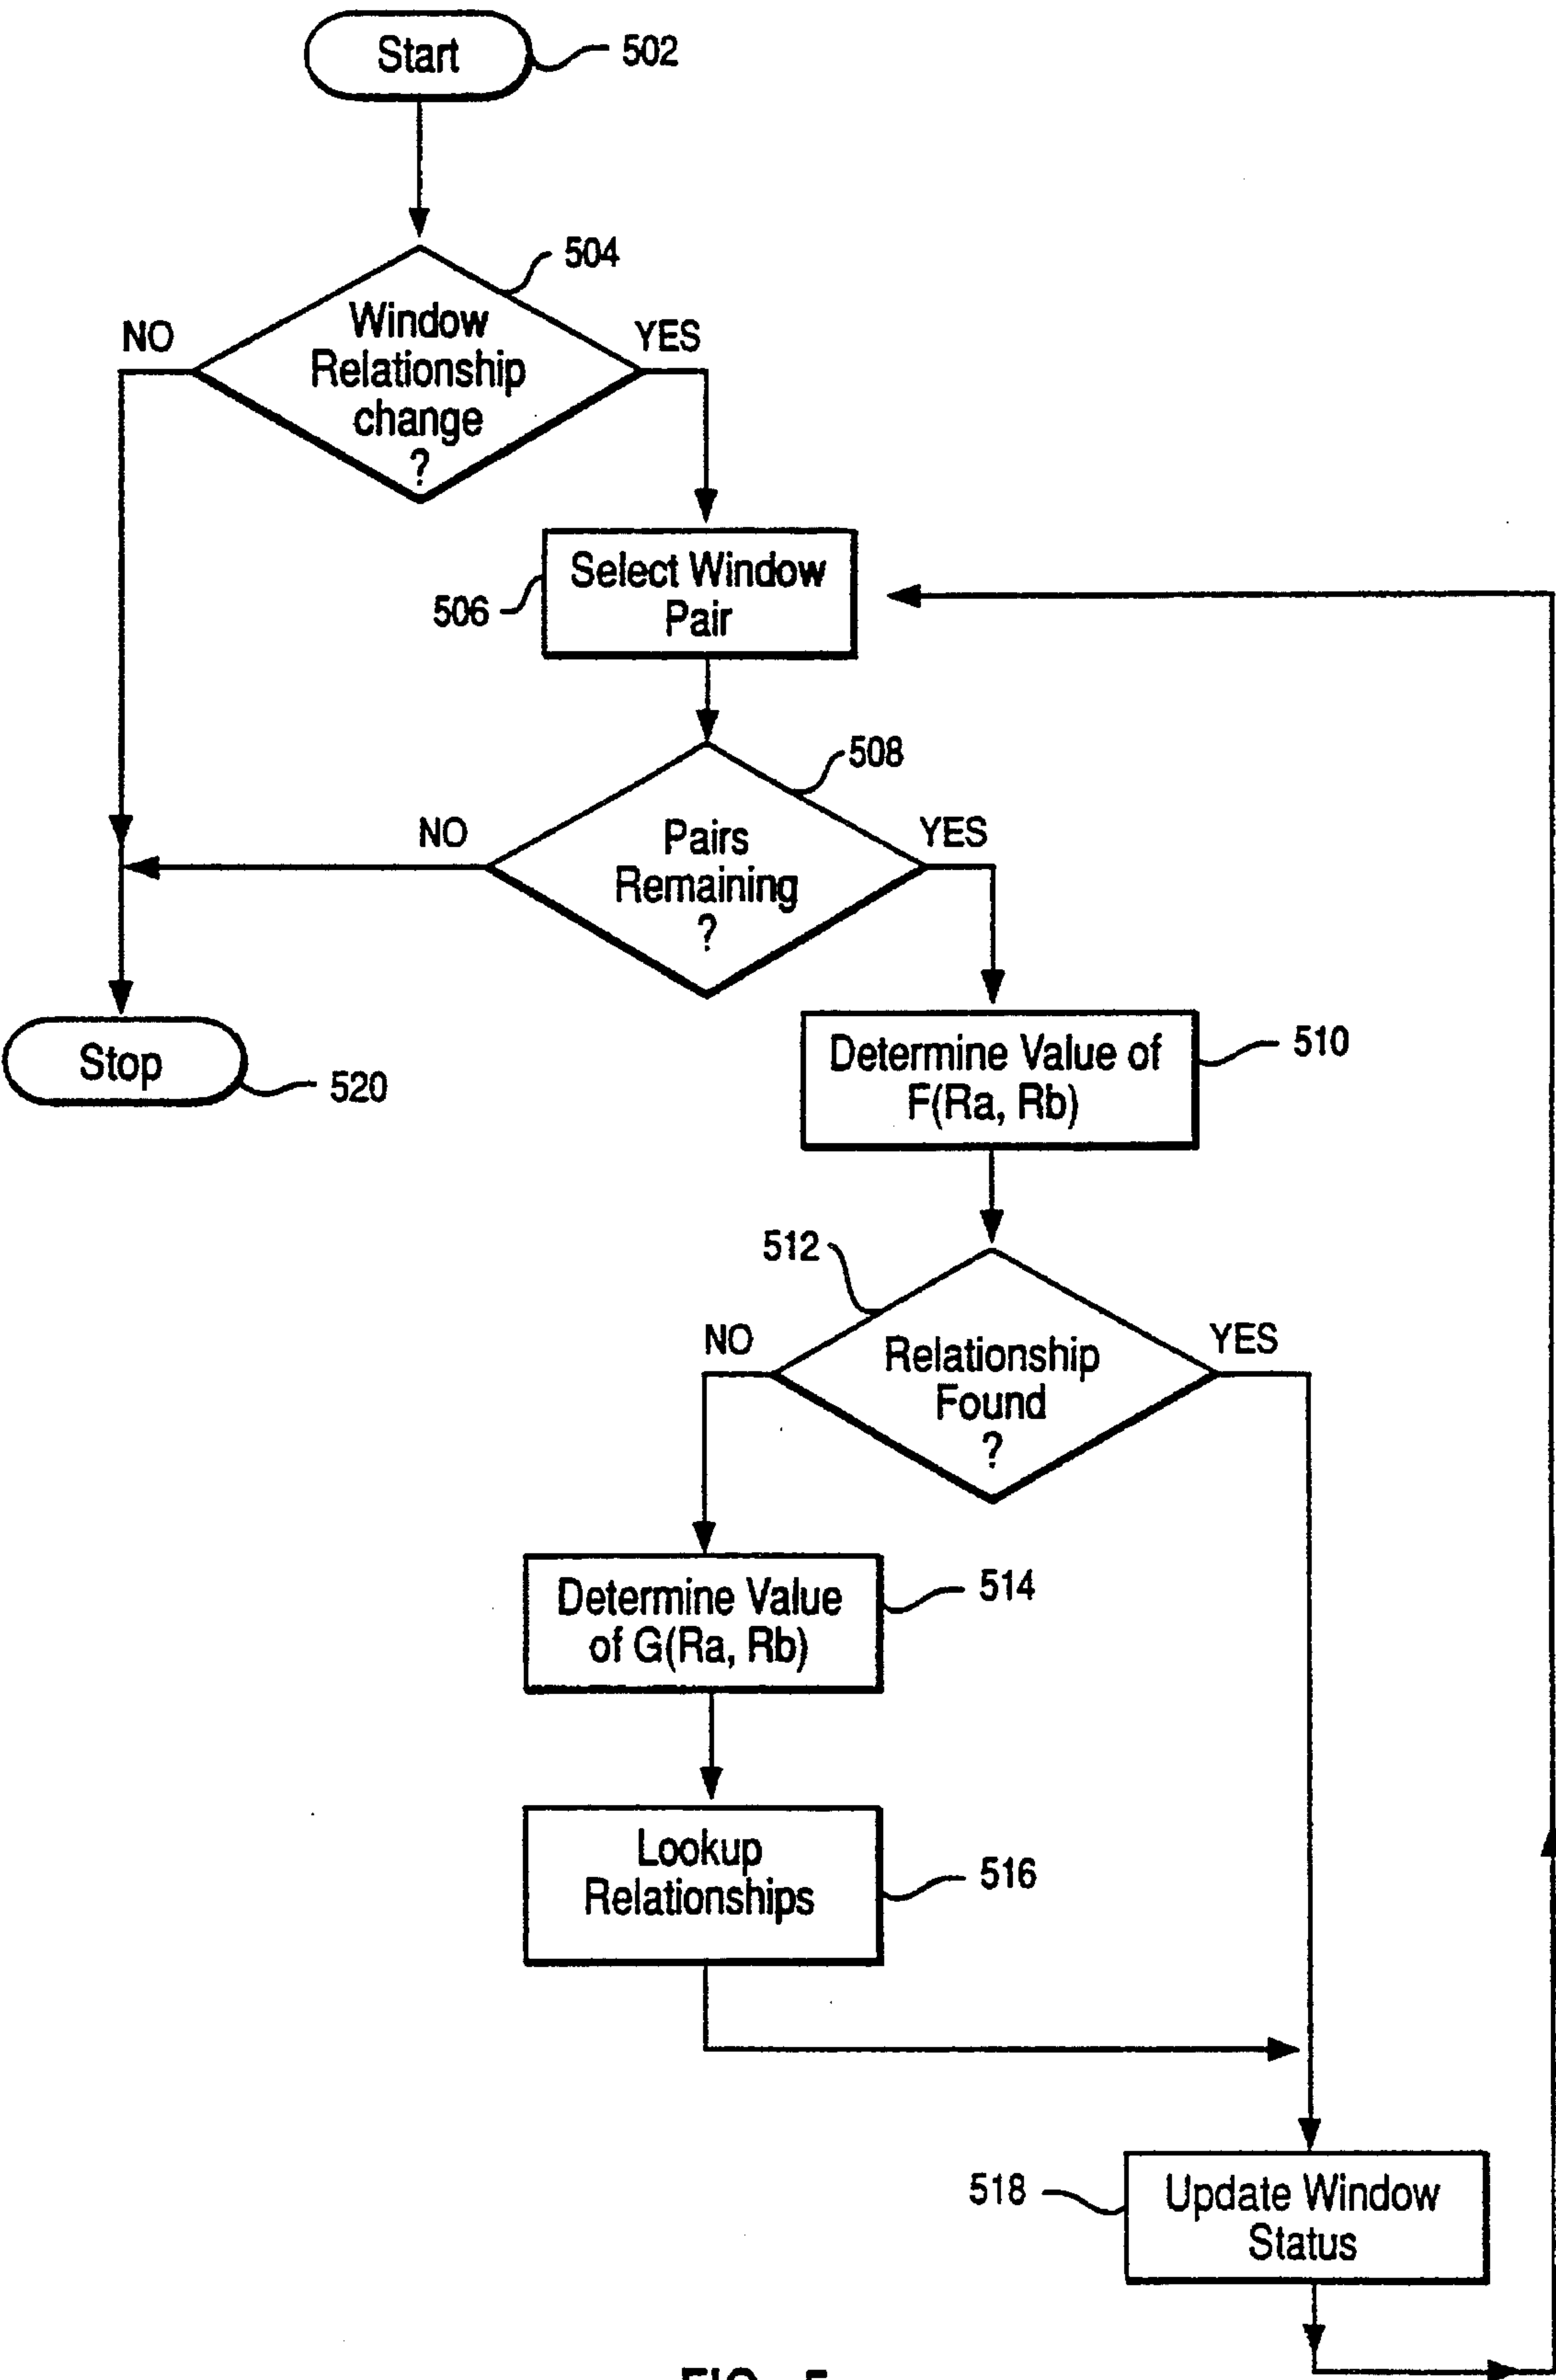 Start
502
504
Window
Relationship
change
?
NO
YES
Select Window
Pair
506
508
Pairs
Remaining
?
NO
YES
Stop
520
Determine Value of
F(Ra, Rb)
510
512
Relationship
Found
?
NO
YES
Determine Value
of G(Ra, Rb)
514
Lookup
Relationships
516
518
Update Window
Status